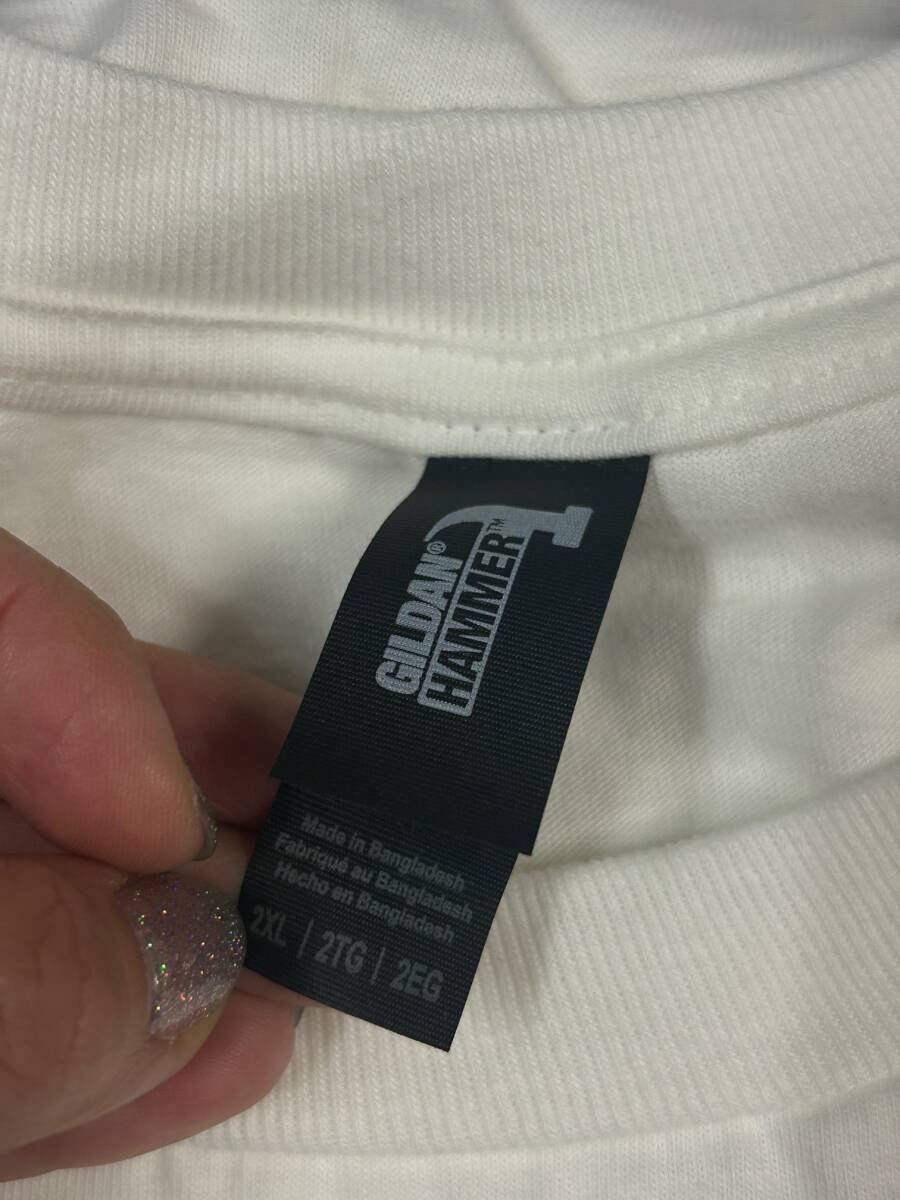 GILDAN®
HAMMER™
Made in Bangladesh
Fabriqué au Bangladesh
Hecho en Bangladesh
2XL | 2TG | 2EG